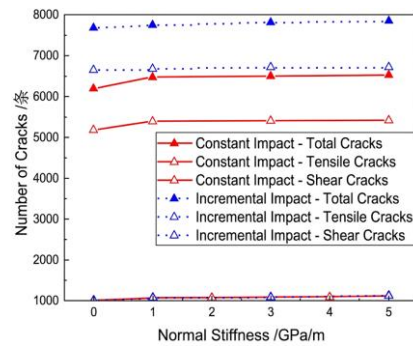 8000
7000
6000
5000
4000
3000
2000
1000
Number of Cracks /条
Constant Impact - Total Cracks
Constant Impact - Tensile Cracks
Constant Impact - Shear Cracks
Incremental Impact - Total Cracks
Incremental Impact - Tensile Cracks
Incremental Impact - Shear Cracks
0 1 2 3 4 5
Normal Stiffness /GPa/m